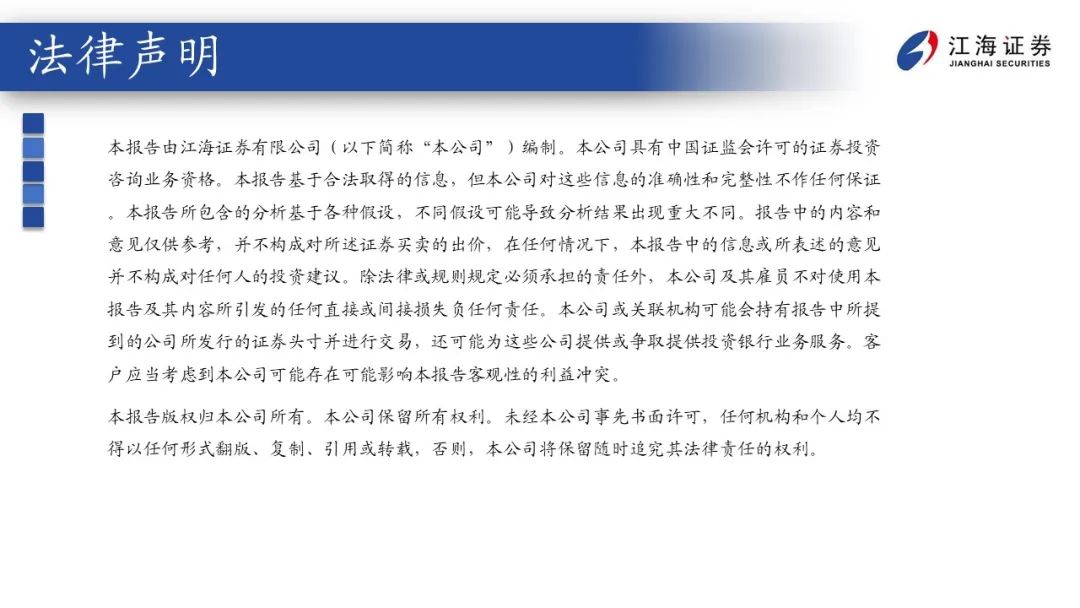 法律声明
江海证券
JIANGHAI SECURITIES
本报告由江海证券有限公司（以下简称“本公司”）编制。本公司具有中国证监会许可的证券投资
咨询业务资格。本报告基于合法取得的信息，但本公司对这些信息的准确性和完整性不作任何保证
。本报告所包含的分析基于各种假设，不同假设可能导致分析结果出现重大不同。报告中的内容和
意见仅供参考，并不构成对所述证券买卖的出价，在任何情况下，本报告中的信息或所表述的意见
并不构成对任何人的投资建议。除法律或规则规定必须承担的责任外，本公司及其雇员不对使用本
报告及其内容所引发的任何直接或间接损失负任何责任。本公司或关联机构可能会持有报告中所提
到的公司所发行的证券头寸并进行交易，还可能为这些公司提供或争取提供投资银行业务服务。客
户应当考虑到本公司可能存在可能影响本报告客观性的利益冲突。
本报告版权归本公司所有。本公司保留所有权利。未经本公司事先书面许可，任何机构和个人均不
得以任何形式翻版、复制、引用或转载，否则，本公司将保留随时追究其法律责任的权利。